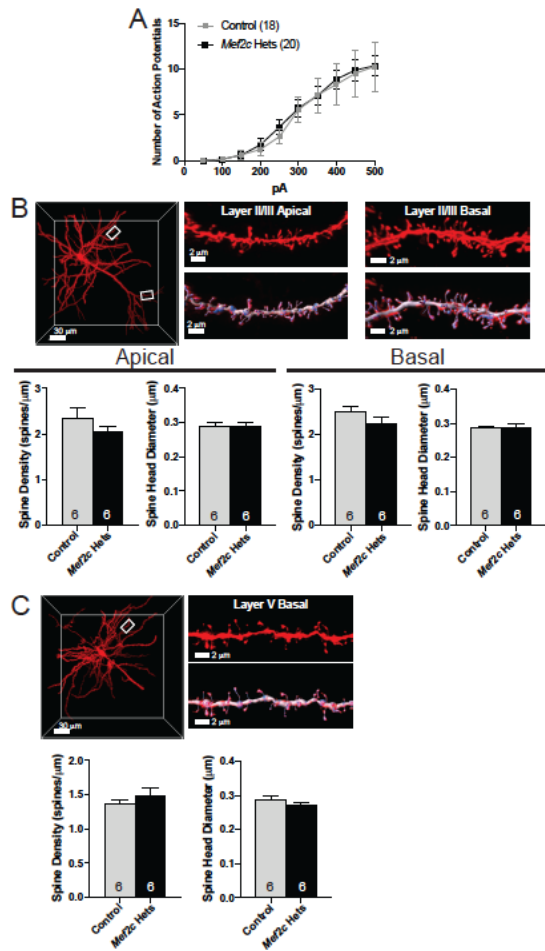 A
Control (18)
Mef2c Hets (20)
Number of Action Potentials
15
10
5
0
0 100 200 300 400 500
pA
B
Layer II/III Apical
Layer II/III Basal
2 μm
2 μm
2 μm
2 μm
30 μm
Apical
Basal
Spine Density (spines/μm)
3
2
1
0
6 6
Control
Mef2c Hets
Spine Head Diameter (μm)
0.4
0.3
0.2
0.1
0.0
6 6
Control
Mef2c Hets
Spine Density (spines/μm)
3
2
1
0
6 6
Control
Mef2c Hets
Spine Head Diameter (μm)
0.4
0.3
0.2
0.1
0.0
6 6
Control
Mef2c Hets
C
Layer V Basal
2 μm
2 μm
30 μm
Spine Density (spines/μm)
2.0
1.5
1.0
0.5
0.0
6 6
Control
Mef2c Hets
Spine Head Diameter (μm)
0.4
0.3
0.2
0.1
0.0
6 6
Control
Mef2c Hets